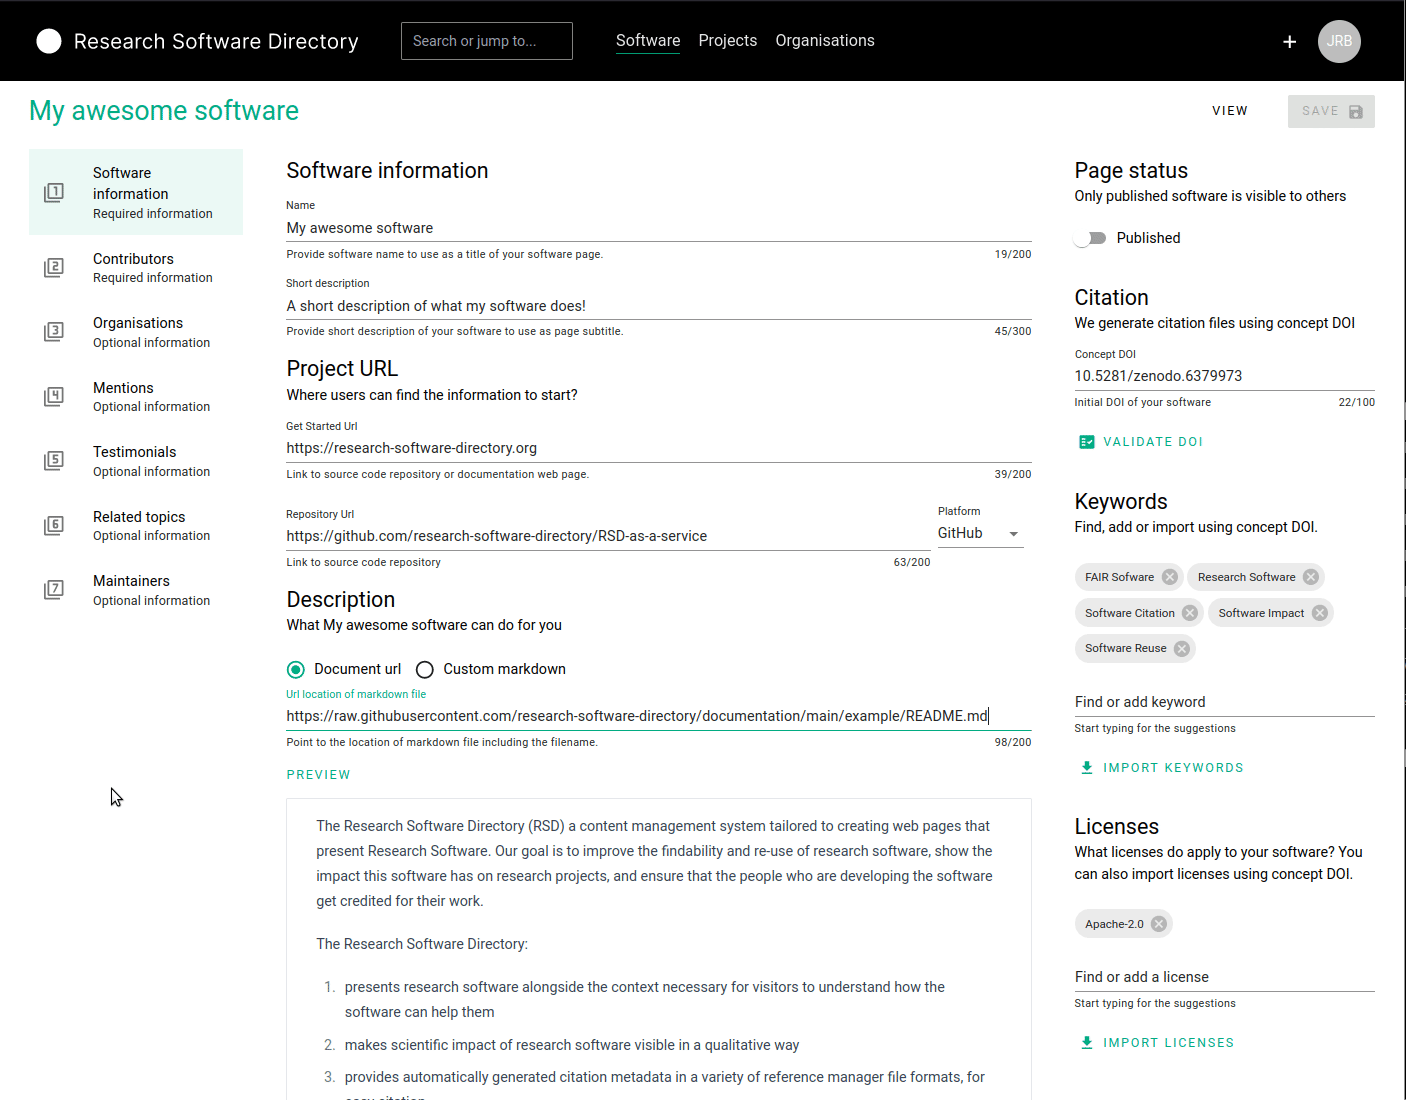 Research Software Directory
Search or jump to...
Software Projects Organisations
+
JRB
My awesome software
VIEW
SAVE
1
Software
information
Required information
2
Contributors
Required information
3
Organisations
Optional information
4
Mentions
Optional information
5
Testimonials
Optional information
6
Related topics
Optional information
7
Maintainers
Optional information
Software information
Name
My awesome software
Provide software name to use as a title of your software page. 19/200
Short description
A short description of what my software does!
Provide short description of your software to use as page subtitle. 45/300
Project URL
Where users can find the information to start?
Get Started Url
https://research-software-directory.org
Link to source code repository or documentation web page. 39/200
Repository Url
https://github.com/research-software-directory/RSD-as-a-service
Link to source code repository 63/200
Platform
GitHub
Description
What My awesome software can do for you
Document url Custom markdown
Url location of markdown file
https://raw.githubusercontent.com/research-software-directory/documentation/main/example/README.md
Point to the location of markdown file including the filename. 98/200
PREVIEW
The Research Software Directory (RSD) a content management system tailored to creating web pages that
present Research Software. Our goal is to improve the findability and re-use of research software, show the
impact this software has on research projects, and ensure that the people who are developing the software
get credited for their work.
The Research Software Directory:
1. presents research software alongside the context necessary for visitors to understand how the
software can help them
2. makes scientific impact of research software visible in a qualitative way
3. provides automatically generated citation metadata in a variety of reference manager file formats, for
easy citation
Page status
Only published software is visible to others
Published
Citation
We generate citation files using concept DOI
Concept DOI
10.5281/zenodo.6379973
Initial DOI of your software 22/100
VALIDATE DOI
Keywords
Find, add or import using concept DOI.
FAIR Sofware Research Software
Software Citation Software Impact
Software Reuse
Find or add keyword
Start typing for the suggestions
IMPORT KEYWORDS
Licenses
What licenses do apply to your software? You
can also import licenses using concept DOI.
Apache-2.0
Find or add a license
Start typing for the suggestions
IMPORT LICENSES